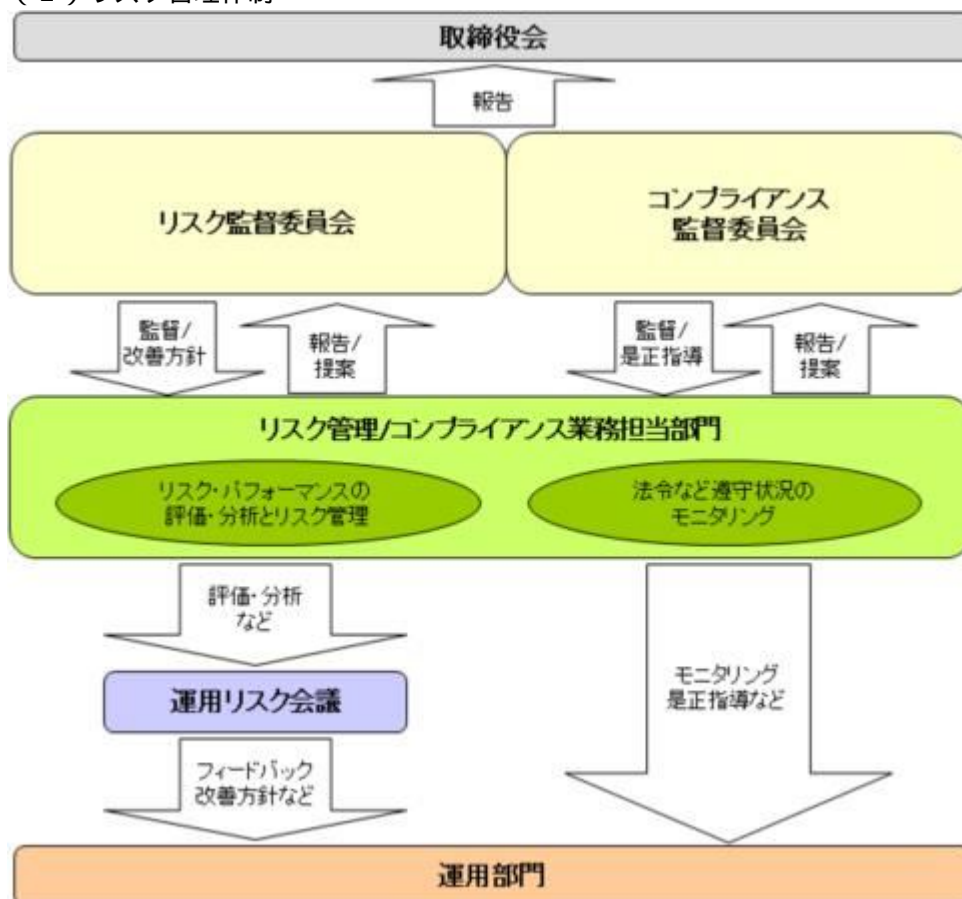 リスク管理体制
取締役会
報告
リスク監督委員会
コンプライアンス
監督委員会
監督/
改善方針
報告/
提案
監督/
是正指導
報告/
提案
リスク管理/コンプライアンス業務担当部門
リスク・パフォーマンスの
評価・分析とリスク管理
法令など遵守状況の
モニタリング
評価・分析
など
運用リスク会議
モニタリング
是正指導など
フィードバック
改善方針など
運用部門